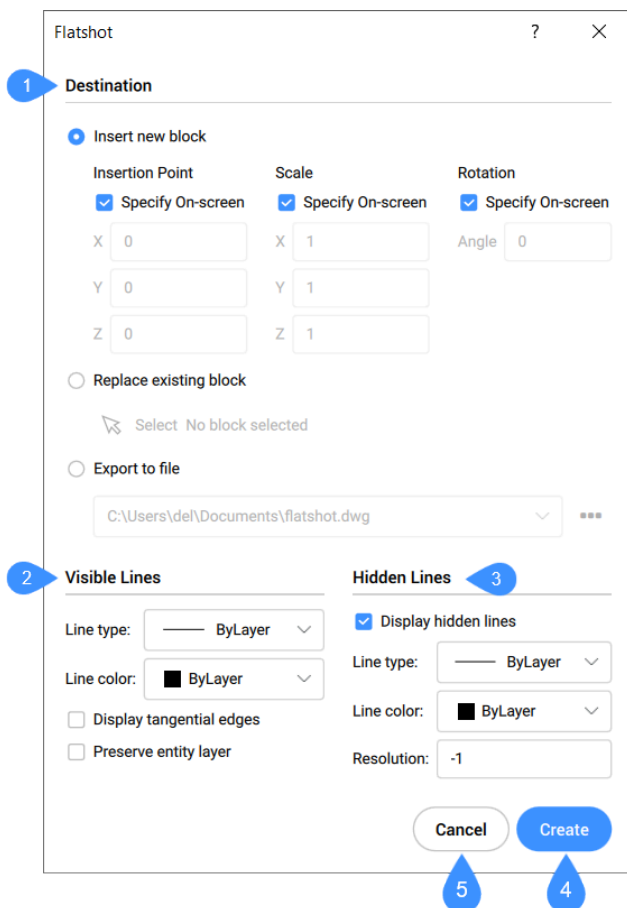 Flatshot ?
1 Destination
Insert new block
Insertion Point Scale Rotation
Specify On-screen Specify On-screen Specify On-screen
X 0 X 1 Angle 0
Y 0 Y 1
Z 0 Z 1
Replace existing block
Select No block selected
Export to file
C:\Users\del\Documents\flatshot.dwg
2 Visible Lines
Line type: ByLayer
Line color: ByLayer
Display tangential edges
Preserve entity layer
Hidden Lines 3
Display hidden lines
Line type: ByLayer
Line color: ByLayer
Resolution: -1
Cancel Create
5 4